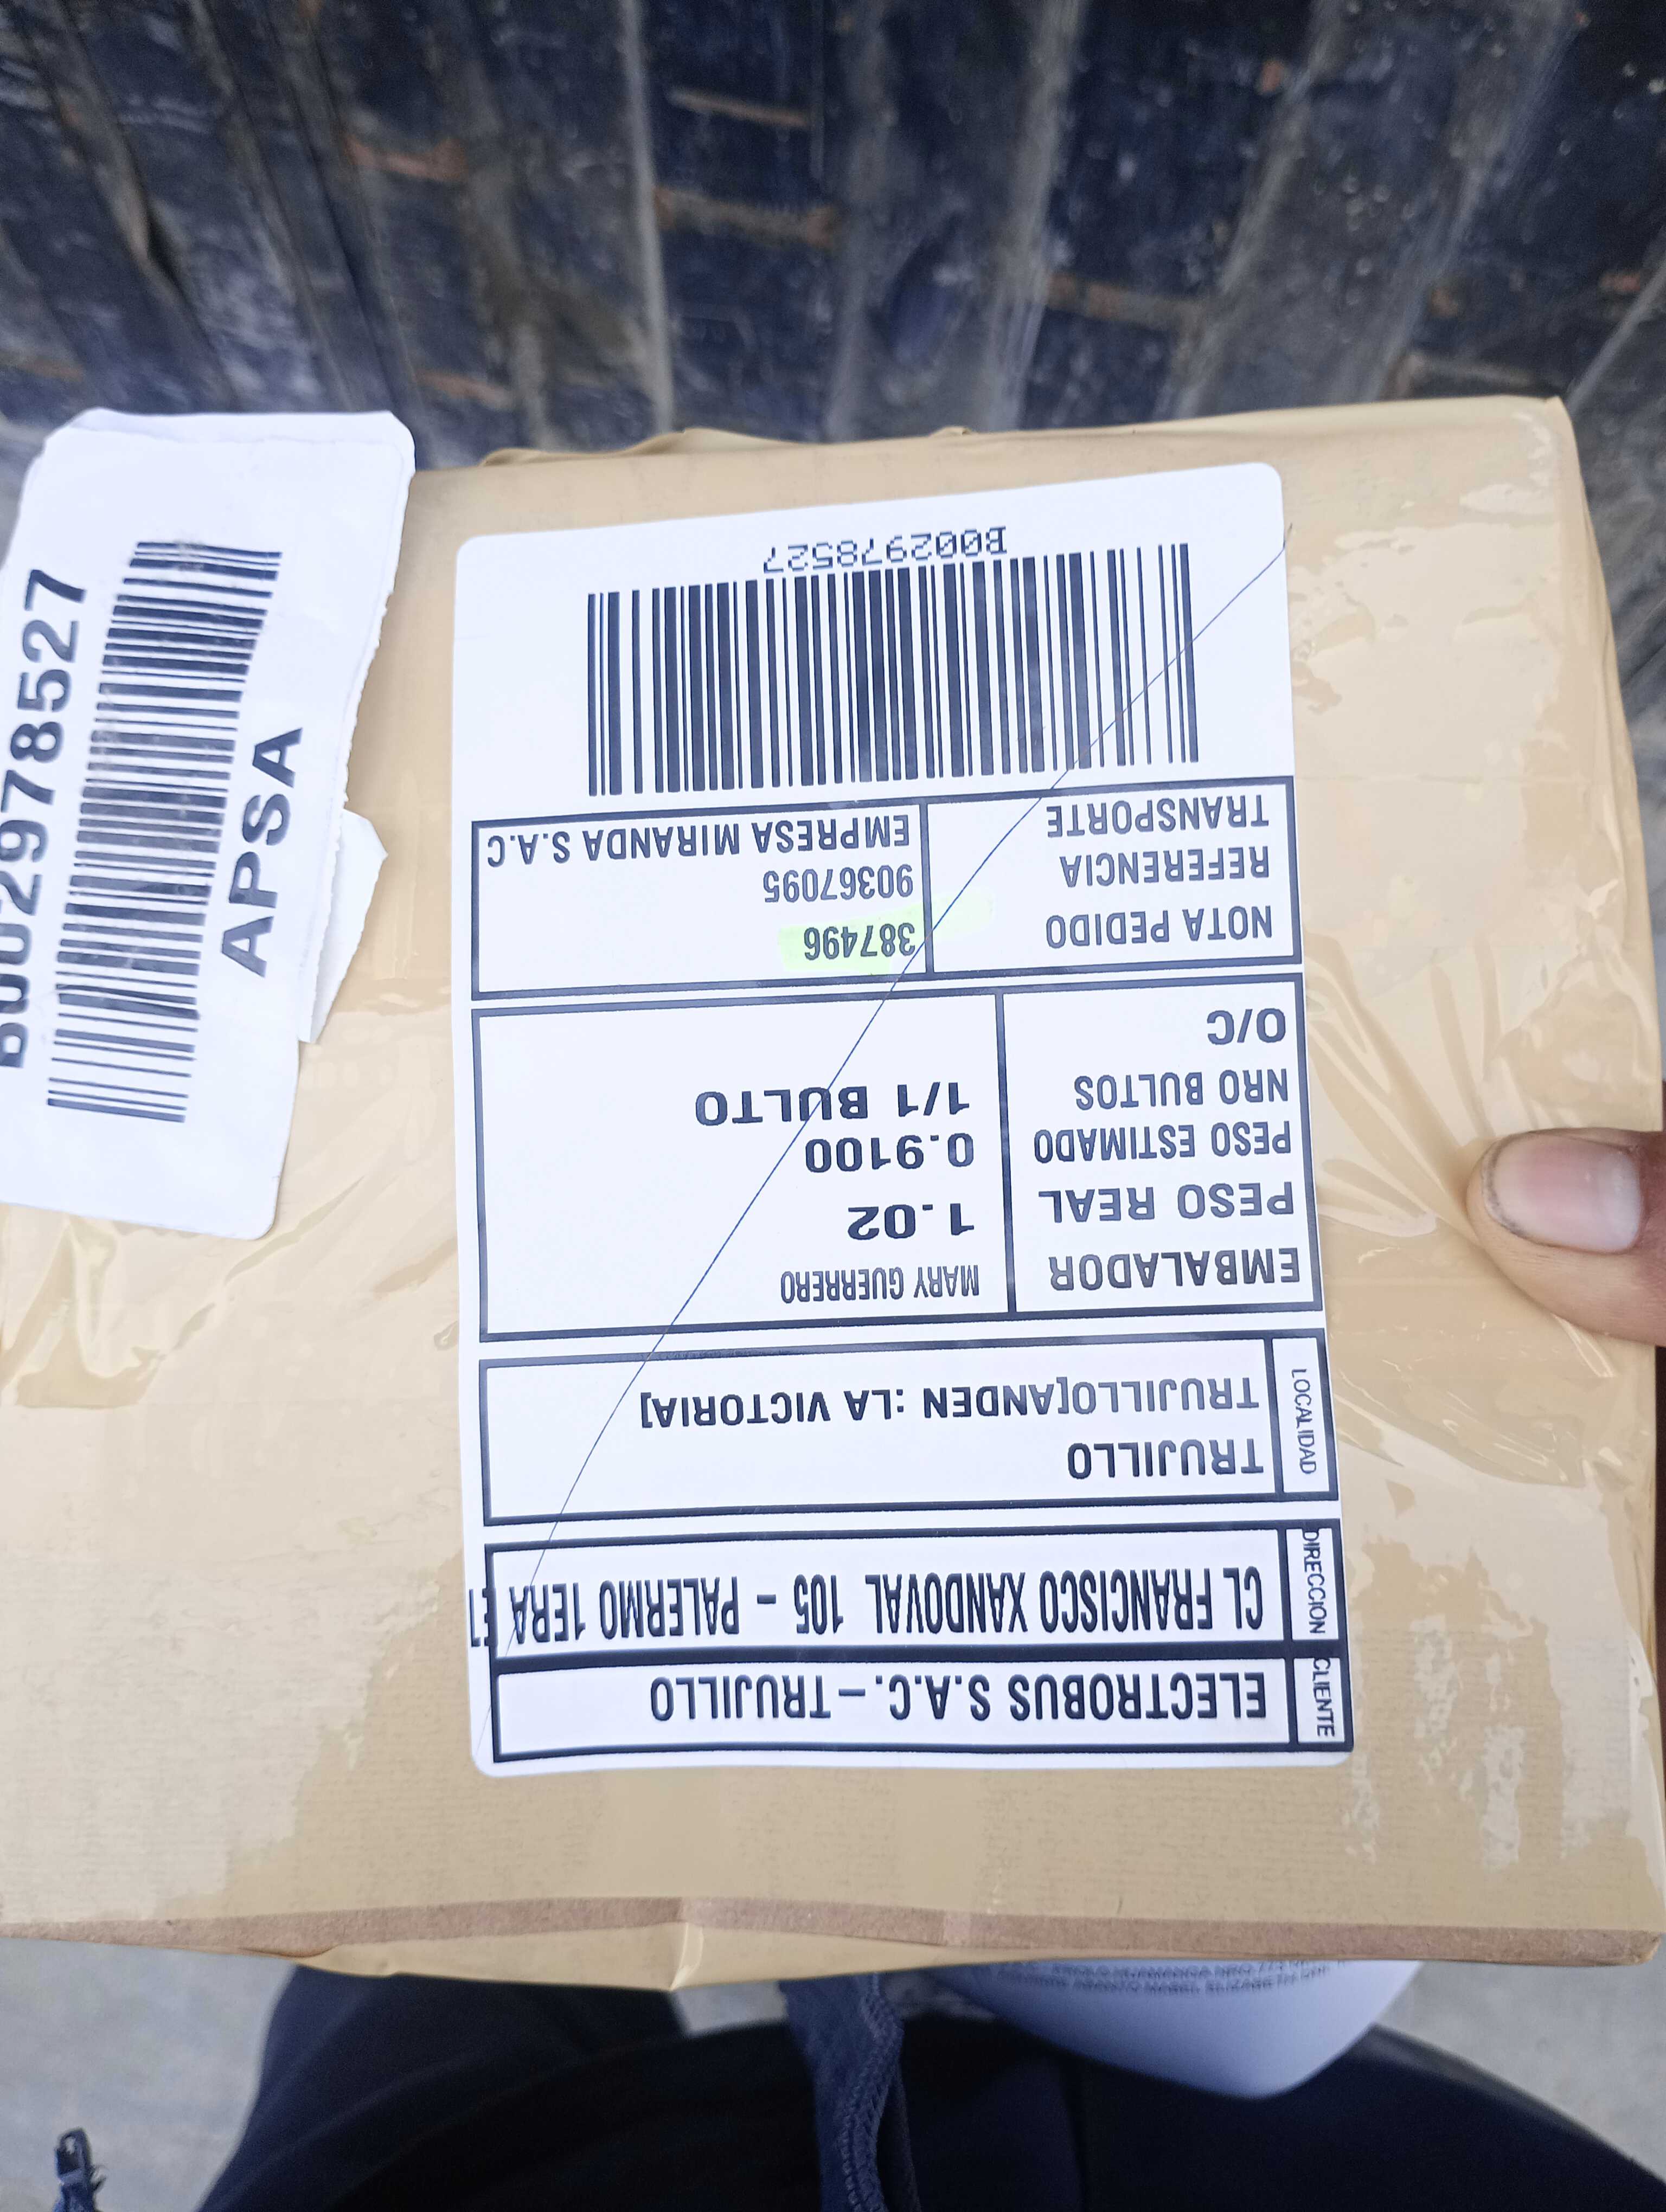 CLIENTE
ELECTROBUS S.A.C. – TRUJILLO
DIRECCION
CL FRANCISCO XANDOVAL 105 – PALERMO 1ERA ET
LOCALIDAD
TRUJILLO
TRUJILLO[ANDEN :LA VICTORIA]
EMBALADOR MARY GUERRERO
PESO REAL 1.02
PESO ESTIMADO 0.9100
NRO BULTOS 1/1 BULTO
O/C
NOTA PEDIDO 387496
REFERENCIA 90367095
TRANSPORTE EMPRESA MIRANDA S.A.C
B002978527
B002978527
APSA